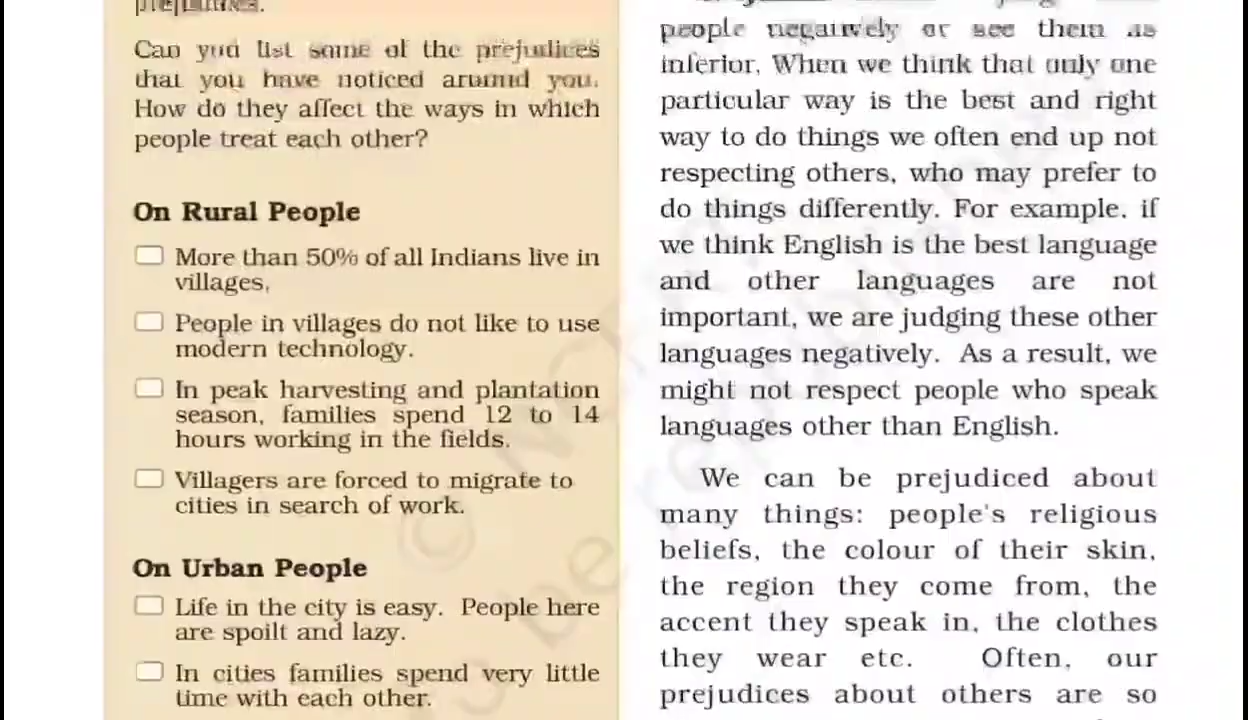 prejudices.
Can you list some of the prejudices
that you have noticed around you.
How do they affect the ways in which
people treat each other?
On Rural People
More than 50% of all Indians live in
villages.
People in villages do not like to use
modern technology.
In peak harvesting and plantation
season, families spend 12 to 14
hours working in the fields.
Villagers are forced to migrate to
cities in search of work.
On Urban People
Life in the city is easy. People here
are spoilt and lazy.
In cities families spend very little
time with each other.
people negatively or see them as
inferior. When we think that only one
particular way is the best and right
way to do things we often end up not
respecting others, who may prefer to
do things differently. For example, if
we think English is the best language
and other languages are not
important, we are judging these other
languages negatively. As a result, we
might not respect people who speak
languages other than English.
We can be prejudiced about
many things: people's religious
beliefs, the colour of their skin,
the region they come from, the
accent they speak in, the clothes
they wear etc. Often, our
prejudices about others are so